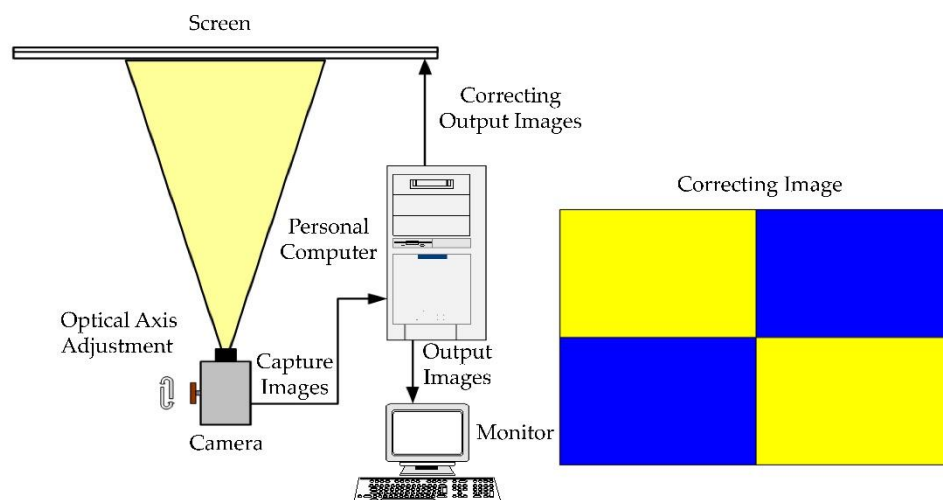 Screen
Correcting
Output Images
Correcting Image
Personal
Computer
Optical Axis
Adjustment
Capture
Images
Output
Images
Camera
Monitor